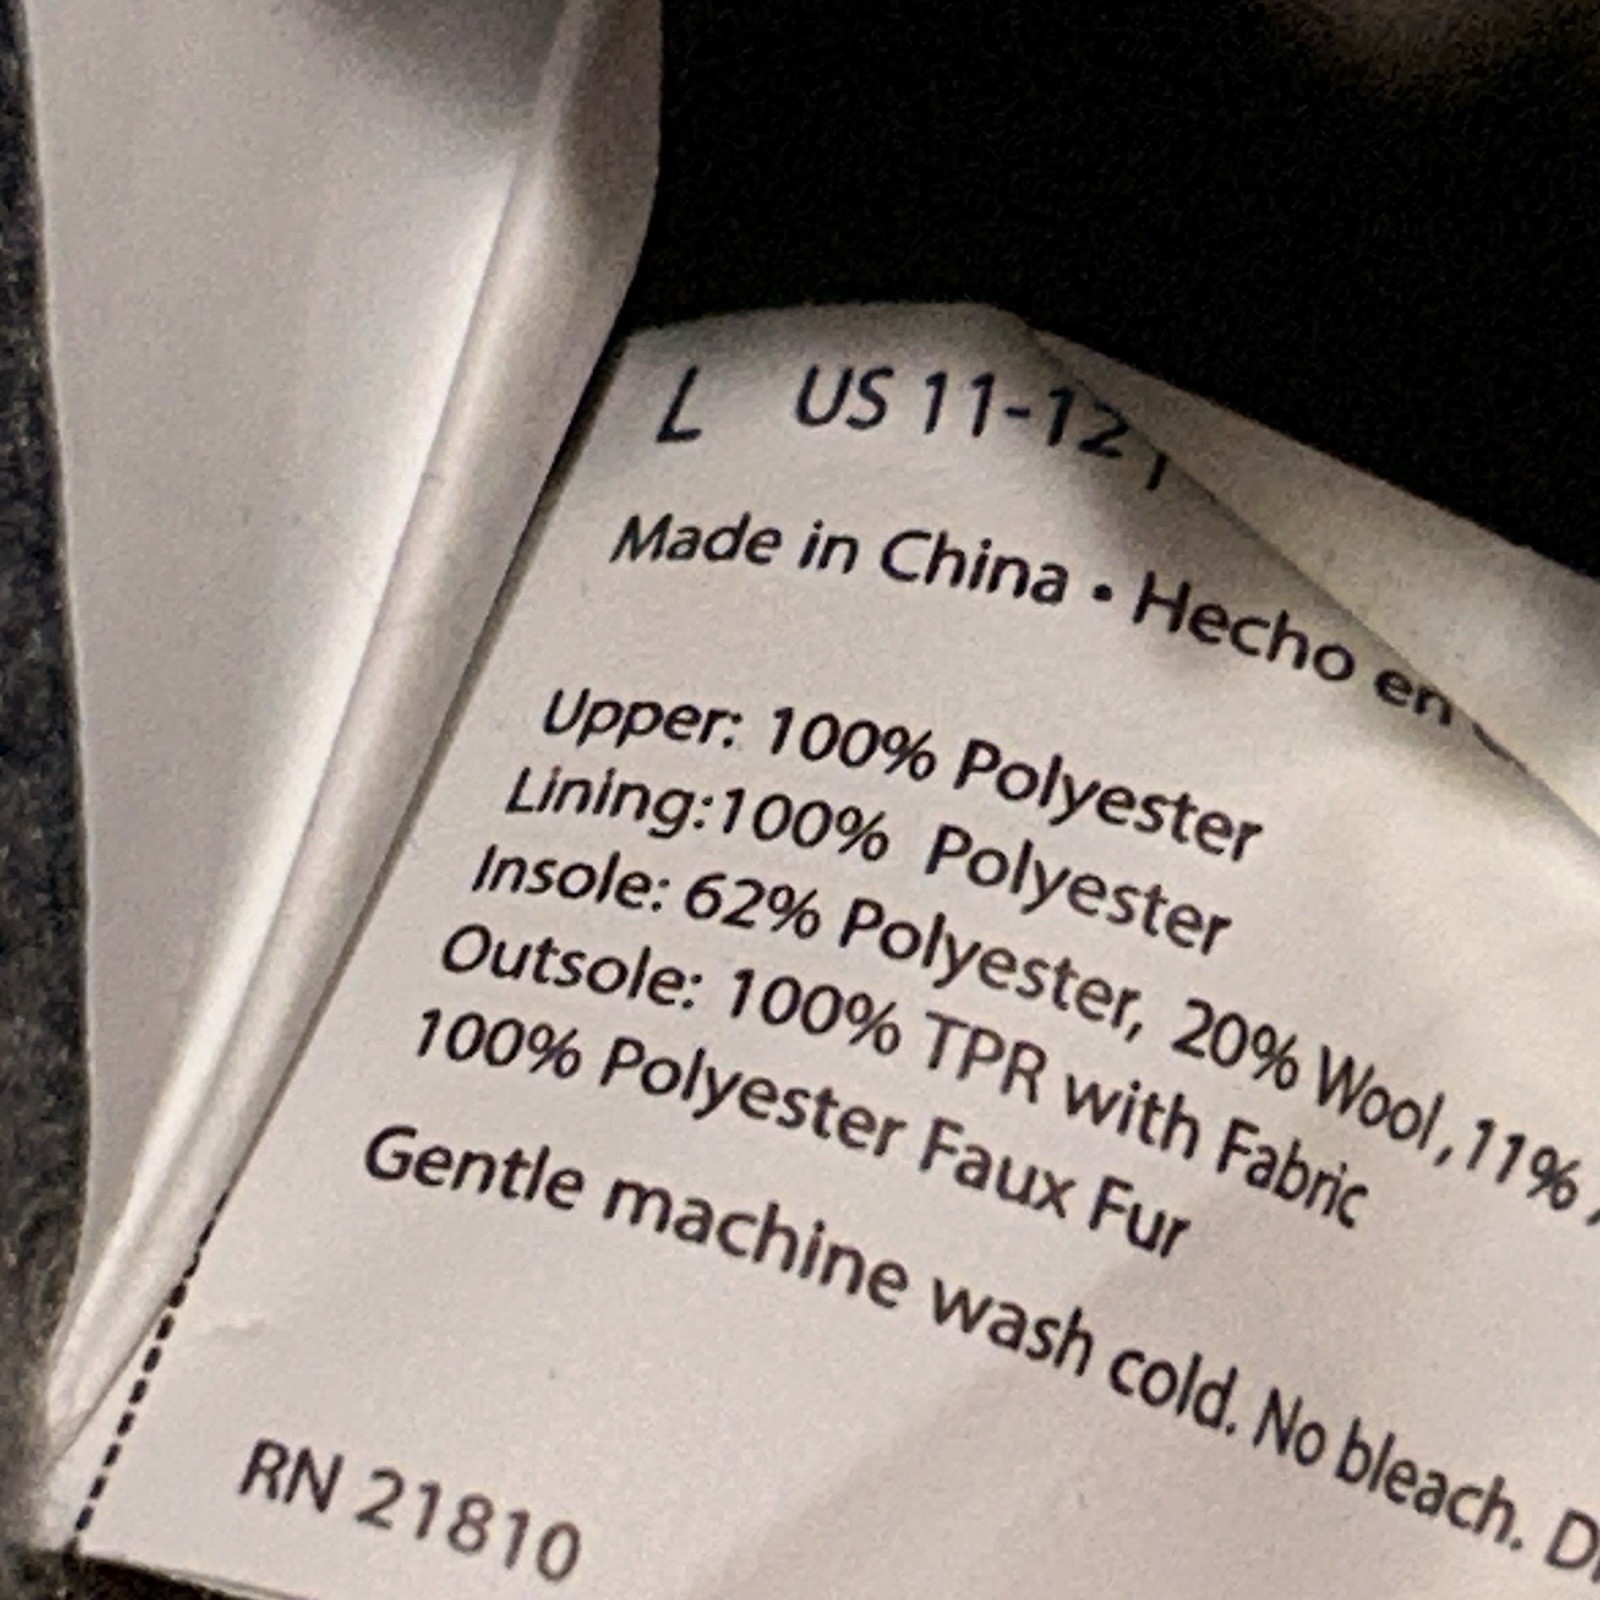 L US 11-12
Made in China • Hecho en
Upper: 100% Polyester
Lining:100% Polyester
Insole: 62% Polyester, 20% Wool ,11%
Outsole: 100% TPR with Fabric
100% Polyester Faux Fur
Gentle machine wash cold. No bleach.
RN 21810